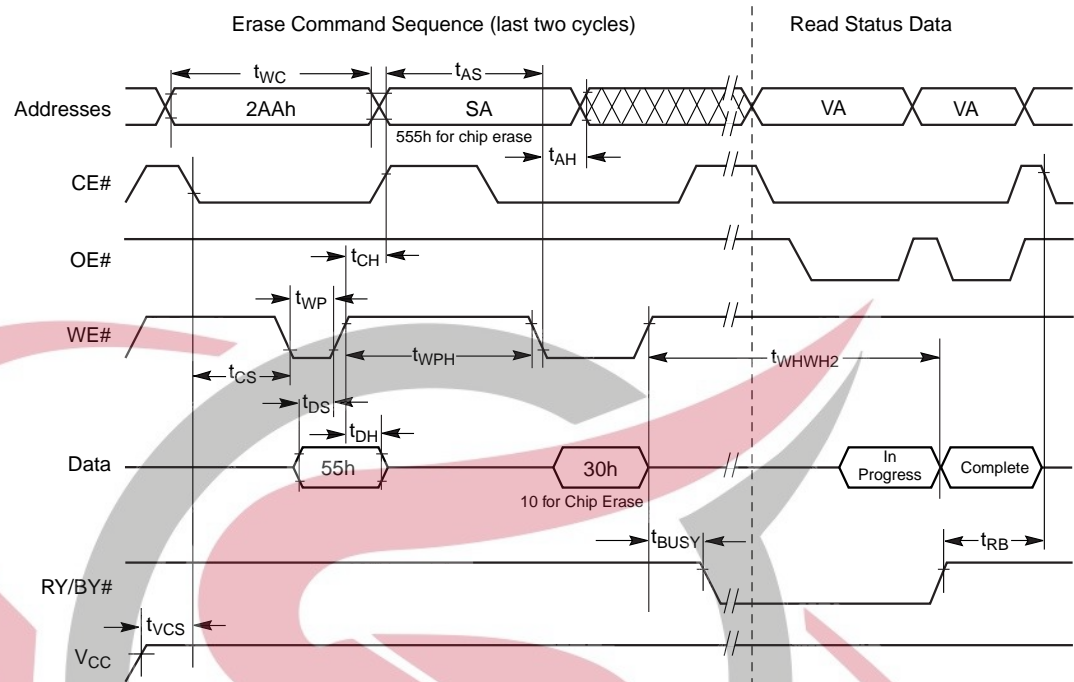 Erase Command Sequence (last two cycles)
Read Status Data
tWC
tAS
Addresses
2AAh
SA
VA
VA
555h for chip erase
tAH
CE#
OE#
tCH
tWP
WE#
tWPH
tWHWH2
tCS
tDS
tDH
Data
55h
30h
In
Progress
Complete
10 for Chip Erase
tBUSY
tRB
RY/BY#
tVCS
VCC